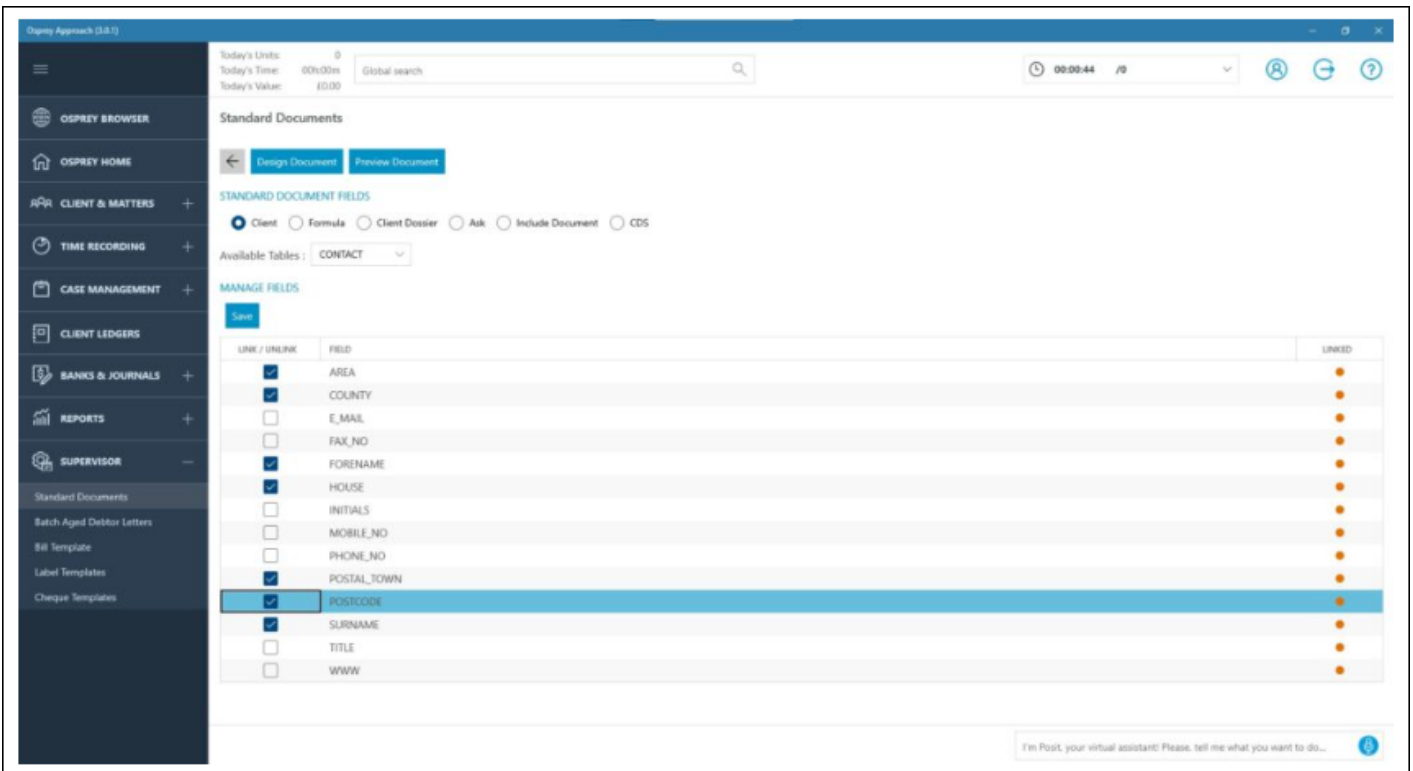 Osprey Approach (3.0.1)
Today's Units: 0
Today's Time: 00h:00m
Today's Value: £0.00
Global search
00:00:44 /0
OSPREY BROWSER
OSPREY HOME
CLIENT & MATTERS
TIME RECORDING
CASE MANAGEMENT
CLIENT LEDGERS
BANKS & JOURNALS
REPORTS
SUPERVISOR
Standard Documents
Batch Aged Debtor Letters
Bill Template
Label Templates
Cheque Templates
Standard Documents
Design Document Preview Document
STANDARD DOCUMENT FIELDS
Client Formula Client Dossier Ask Include Document CDS
Available Tables : CONTACT
MANAGE FIELDS
Save
LINK / UNLINK FIELD LINKED
AREA
COUNTY
E_MAIL
FAX_NO
FORENAME
HOUSE
INITIALS
MOBILE_NO
PHONE_NO
POSTAL_TOWN
POSTCODE
SURNAME
TITLE
WWW
I'm Posit, your virtual assistant! Please, tell me what you want to do...